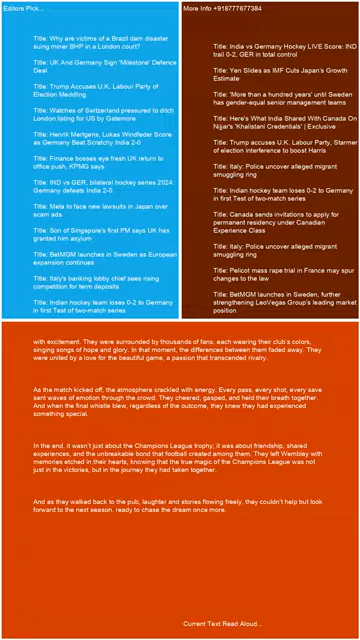 Editors Pick...
Title: Why are victims of a Brazil dam disaster
suing miner BHP in a London court?
Title: UK And Germany Sign 'Milestone' Defence
Deal
Title: Trump Accuses U.K. Labour Party of
Election Meddling
Title: Watches of Switzerland pressured to ditch
London listing for US by Gatemore
Title: Henrik Mertgens, Lukas Windfeder Score
as Germany Beat Scratchy India 2-0
Title: Finance bosses eye fresh UK return to
office push, KPMG says
Title: IND vs GER, bilateral hockey series 2024:
Germany defeats India 2-0
Title: Meta to face new lawsuits in Japan over
scam ads
Title: Son of Singapore's first PM says UK has
granted him asylum
Title: BetMGM launches in Sweden as European
expansion continues
Title: Italy's banking lobby chief sees rising
competition for term deposits
Title: Indian hockey team loses 0-2 to Germany
in first Test of two-match series
More Info +918777677384
Title: India vs Germany Hockey LIVE Score: IND
trail 0-2, GER in total control
Title: Yen Slides as IMF Cuts Japan's Growth
Estimate
Title: 'More than a hundred years' until Sweden
has gender-equal senior management teams
Title: Here's What India Shared With Canada On
Nijjar's 'Khalistani Credentials' | Exclusive
Title: Trump accuses U.K. Labour Party, Starmer
of election interference to boost Harris
Title: Italy: Police uncover alleged migrant
smuggling ring
Title: Indian hockey team loses 0-2 to Germany
in first Test of two-match series
Title: Canada sends invitations to apply for
permanent residency under Canadian
Experience Class
Title: Italy: Police uncover alleged migrant
smuggling ring
Title: Pelicot mass rape trial in France may spur
changes to the law
Title: BetMGM launches in Sweden, further
strengthening LeoVegas Group's leading market
position
with excitement. They were surrounded by thousands of fans, each wearing their club's colors,
singing songs of hope and glory. In that moment, the differences between them faded away. They
were united by a love for the beautiful game, a passion that transcended rivalry.
As the match kicked off, the atmosphere crackled with energy. Every pass, every shot, every save
sent waves of emotion through the crowd. They cheered, gasped, and held their breath together.
And when the final whistle blew, regardless of the outcome, they knew they had experienced
something special.
In the end, it wasn't just about the Champions League trophy; it was about friendship, shared
experiences, and the unbreakable bond that football created among them. They left Wembley with
memories etched in their hearts, knowing that the true magic of the Champions League was not
just in the victories, but in the journey they had taken together.
And as they walked back to the pub, laughter and stories flowing freely, they couldn't help but look
forward to the next season. ready to chase the dream once more.
Current Text Read Aloud...